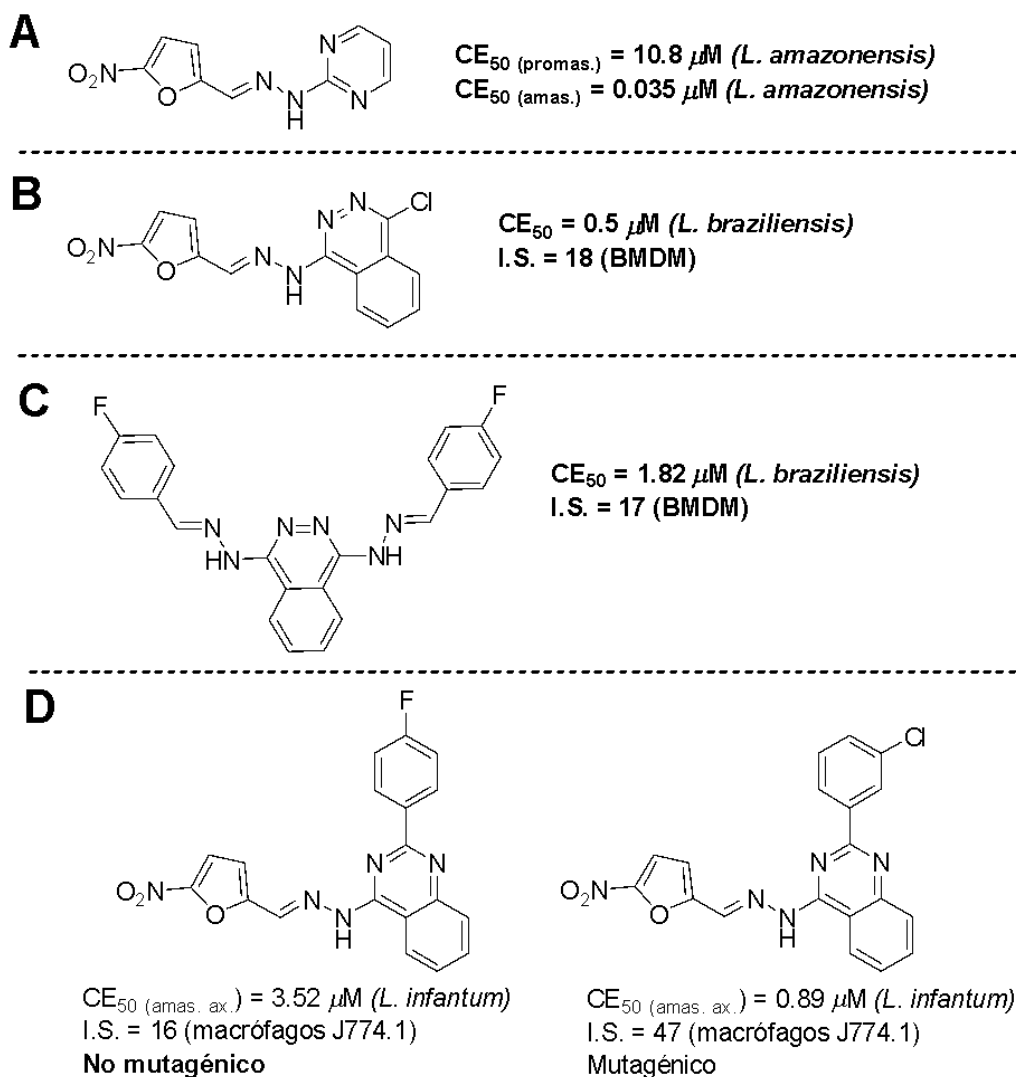 A
O₂N
O
N
N
H
N
N
CE₅₀ (promas.) = 10.8 µM (L. amazonensis)
CE₅₀ (amas.) = 0.035 µM (L. amazonensis)
B
O₂N
O
N
N
H
N
N
Cl
CE₅₀ = 0.5 µM (L. braziliensis)
I.S. = 18 (BMDM)
C
F
F
N
HN
N
N
N
NH
CE₅₀ = 1.82 µM (L. braziliensis)
I.S. = 17 (BMDM)
D
F
O₂N
O
N
N
H
N
N
CE₅₀ (amas. ax.) = 3.52 µM (L. infantum)
I.S. = 16 (macrófagos J774.1)
No mutagénico
Cl
O₂N
O
N
N
H
N
N
CE₅₀ (amas. ax.) = 0.89 µM (L. infantum)
I.S. = 47 (macrófagos J774.1)
Mutagénico